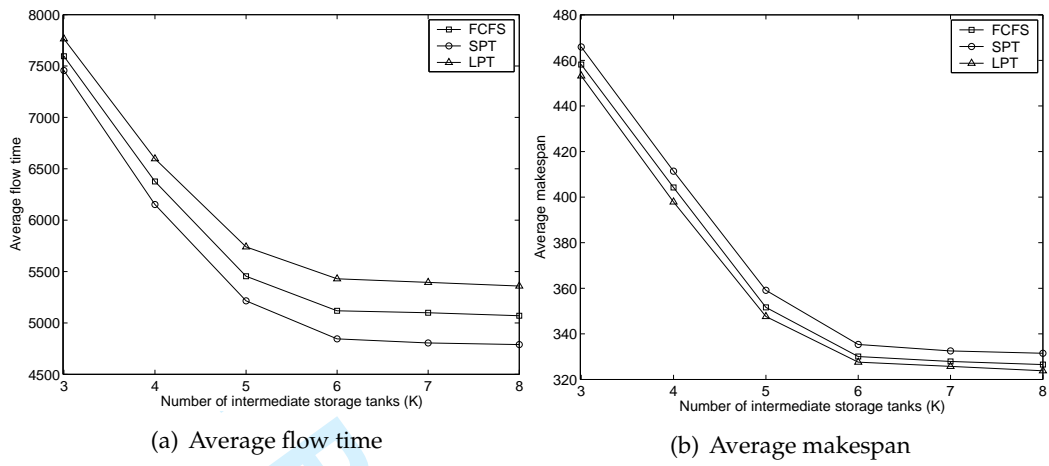 8000
7500
7000
6500
6000
5500
5000
4500
Average flow time
3 4 5 6 7 8
Number of intermediate storage tanks (K)
FCFS
SPT
LPT
(a) Average flow time
480
460
440
420
400
380
360
340
320
Average makespan
3 4 5 6 7 8
Number of intermediate storage tanks (K)
FCFS
SPT
LPT
(b) Average makespan